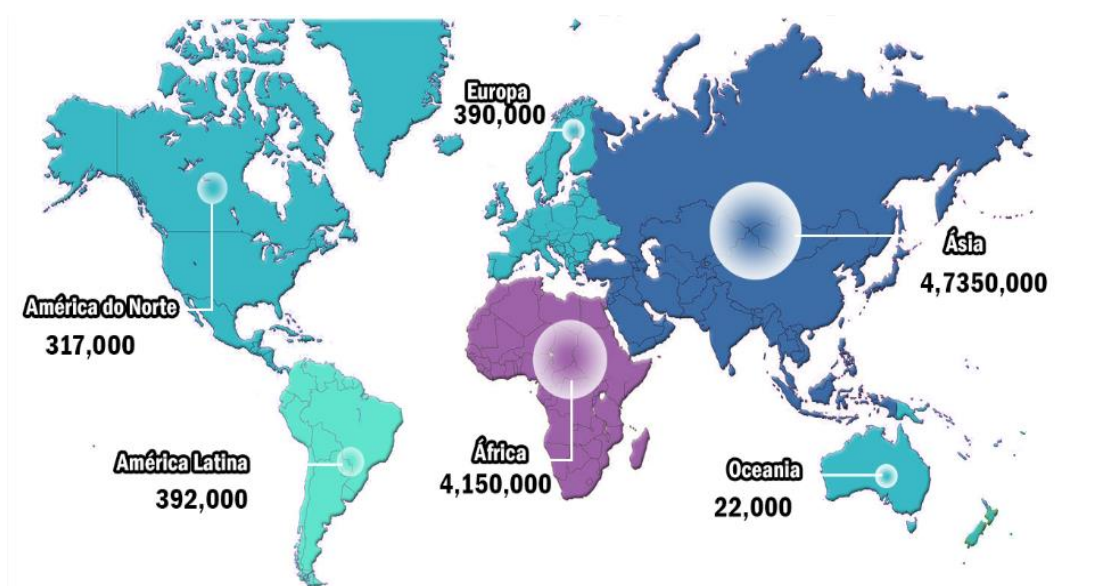 Europa
390,000
Ásia
4,7350,000
América do Norte
317,000
América Latina
392,000
África
4,150,000
Oceania
22,000